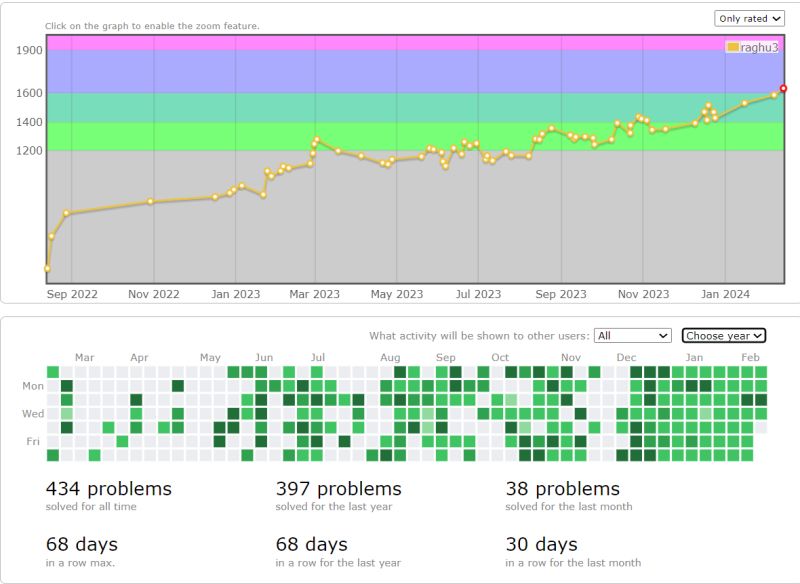 Only rated
Click on the graph to enable the zoom feature.
raghu3
1900
1600
1400
1200
Sep 2022 Nov 2022 Jan 2023 Mar 2023 May 2023 Jul 2023 Sep 2023 Nov 2023 Jan 2024
What activity will be shown to other users: All Choose year
Mar Apr May Jun Jul Aug Sep Oct Nov Dec Jan Feb
Mon
Wed
Fri
434 problems 397 problems 38 problems
solved for all time solved for the last year solved for the last month
68 days 68 days 30 days
in a row max. in a row for the last year in a row for the last month